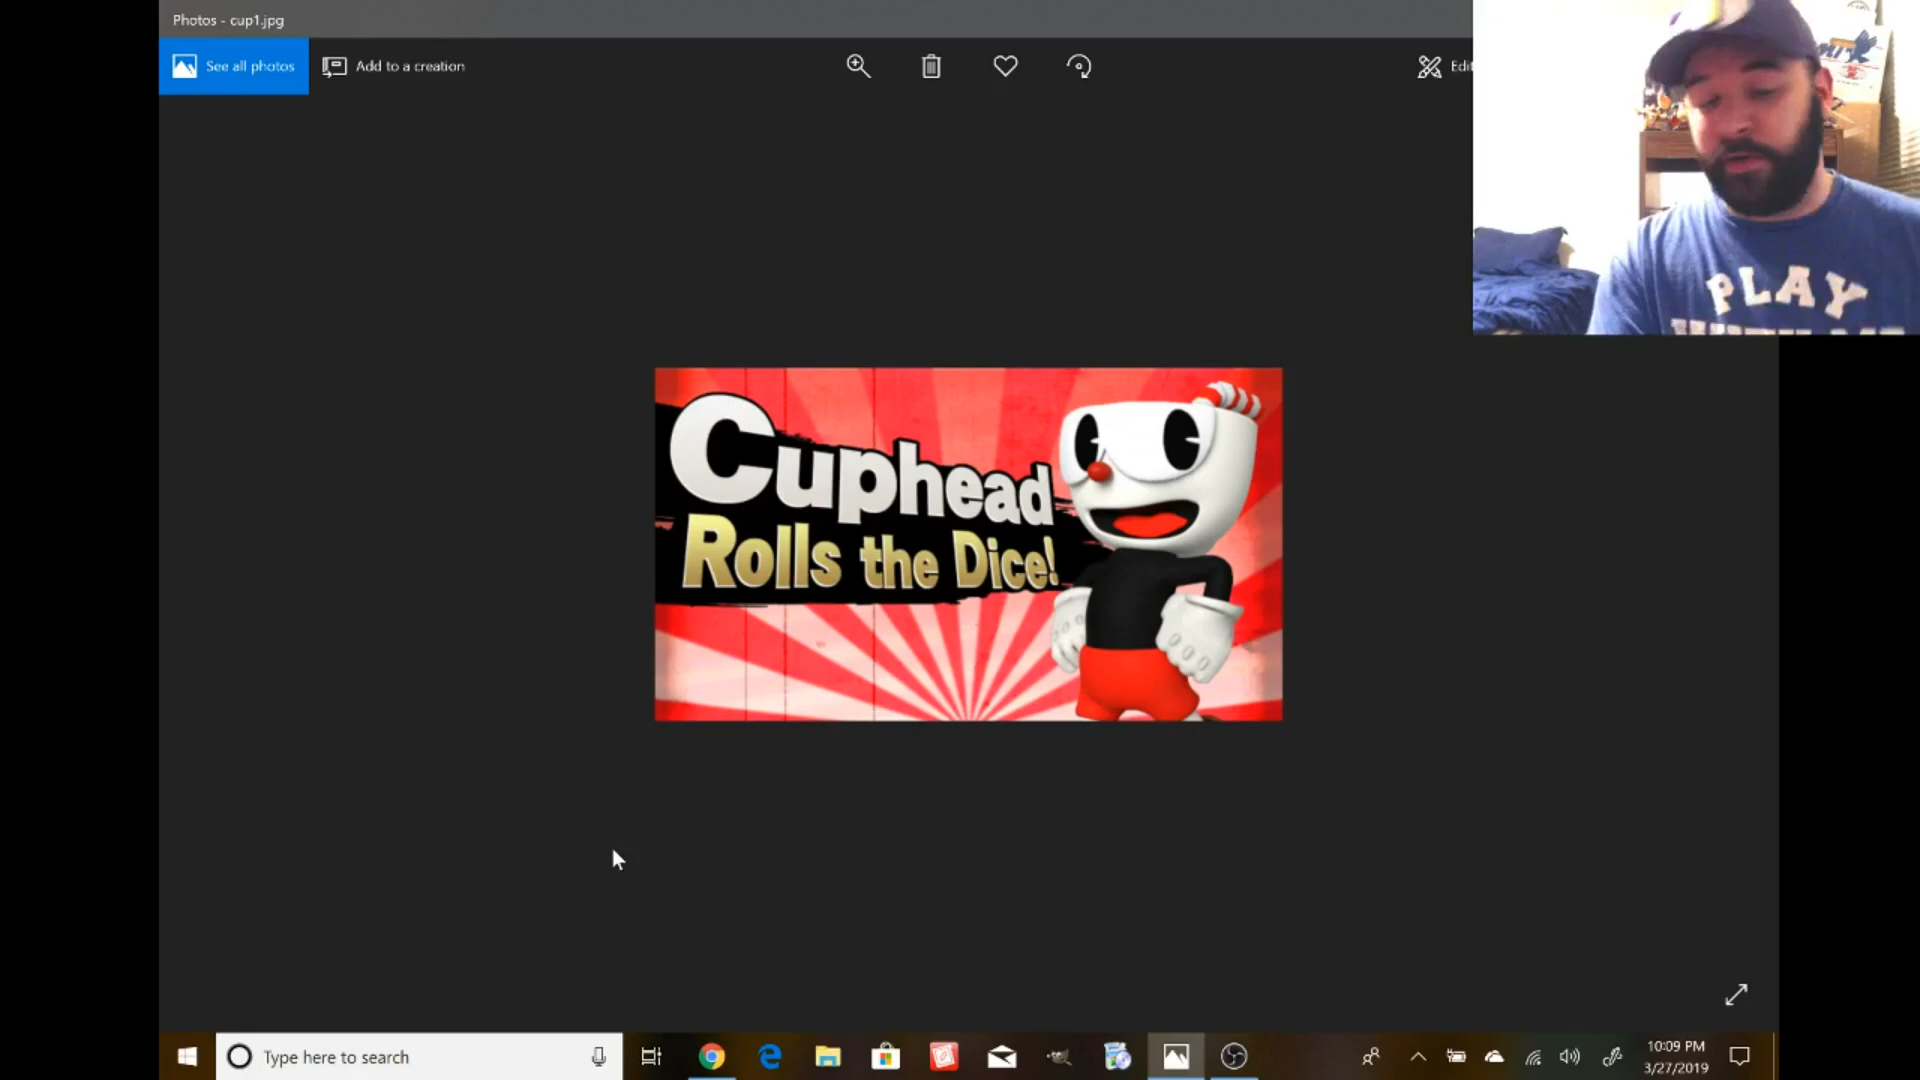 Photos - cup1.jpg
See all photos
Add to a creation
Edit
PLAY
Cuphead
Rolls the Dice!
Type here to search
10:09 PM
3/27/2019